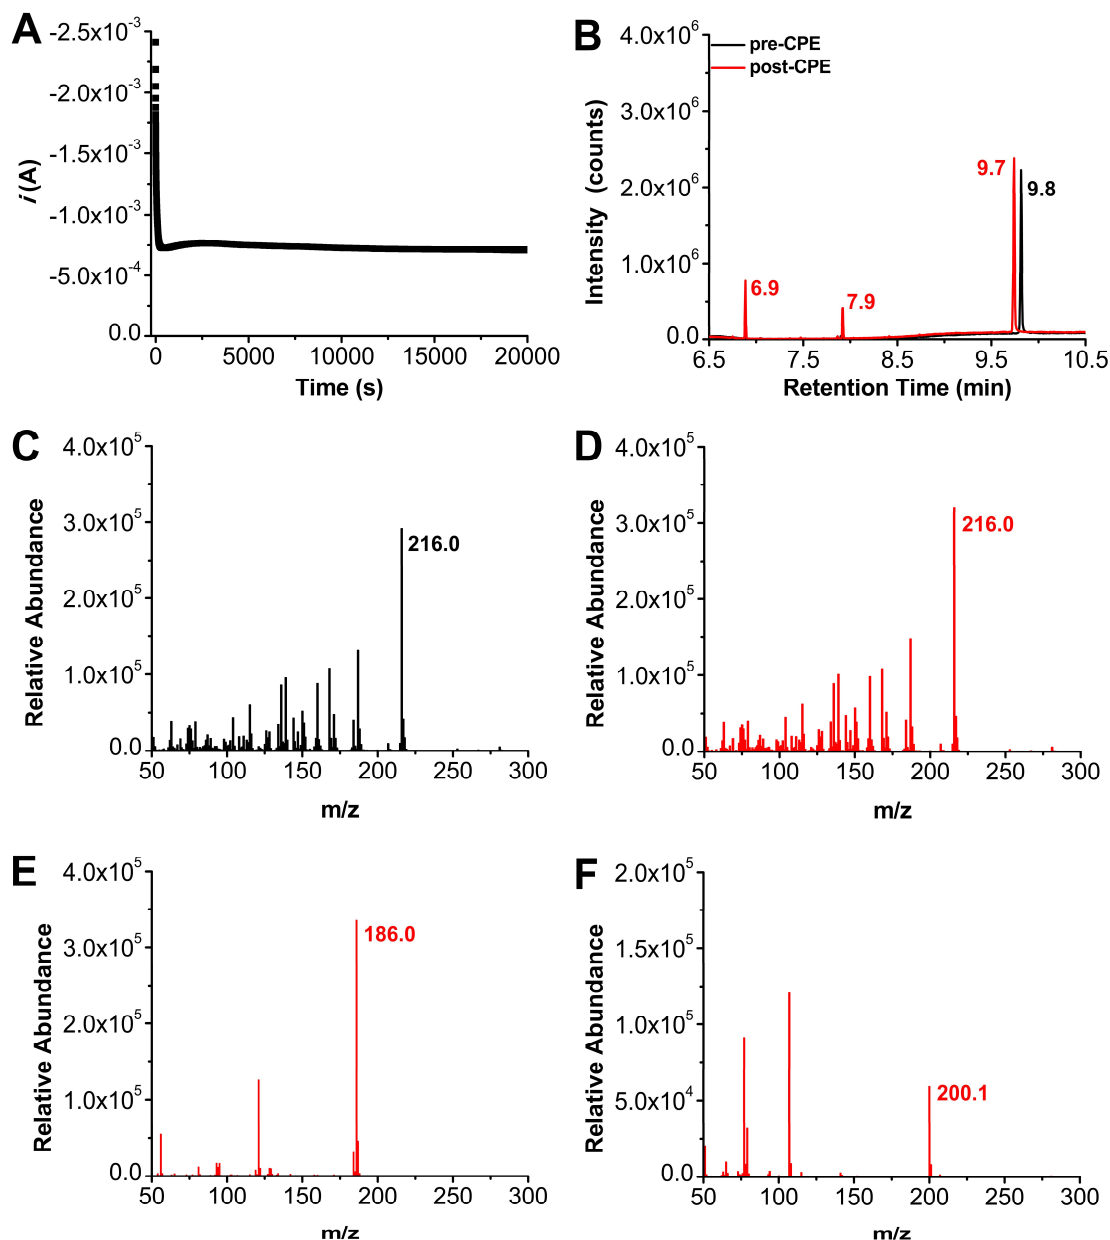 A
-2.5x10⁻³
-2.0x10⁻³
-1.5x10⁻³
-1.0x10⁻³
-5.0x10⁻⁴
0.0
i (A)
0 5000 10000 15000 20000
Time (s)
B
4.0x10⁶
3.0x10⁶
2.0x10⁶
1.0x10⁶
0.0
Intensity (counts)
pre-CPE
post-CPE
9.7
9.8
6.9
7.9
6.5 7.5 8.5 9.5 10.5
Retention Time (min)
C
4.0x10⁵
3.0x10⁵
2.0x10⁵
1.0x10⁵
0.0
Relative Abundance
216.0
50 100 150 200 250 300
m/z
D
4.0x10⁵
3.0x10⁵
2.0x10⁵
1.0x10⁵
0.0
Relative Abundance
216.0
50 100 150 200 250 300
m/z
E
4.0x10⁵
3.0x10⁵
2.0x10⁵
1.0x10⁵
0.0
Relative Abundance
186.0
50 100 150 200 250 300
m/z
F
2.0x10⁵
1.5x10⁵
1.0x10⁵
5.0x10⁴
0.0
Relative Abundance
200.1
50 100 150 200 250 300
m/z